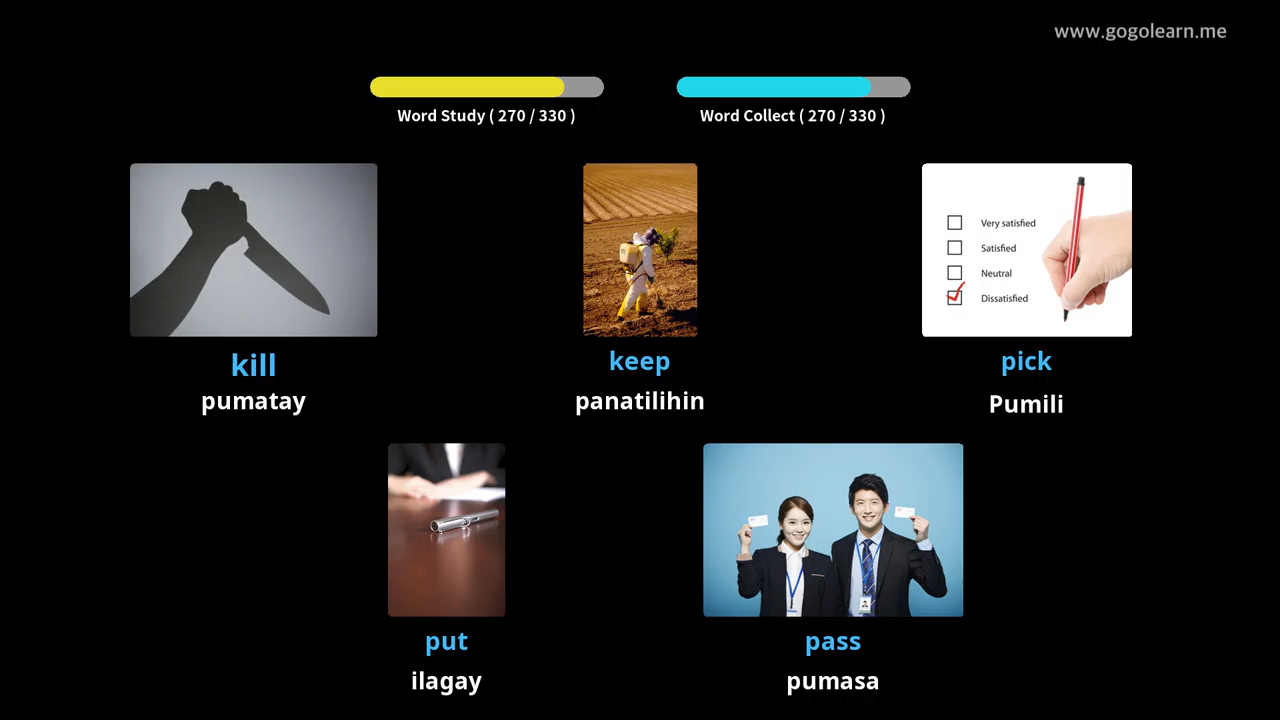 www.gogolearn.me
Word Study ( 270 / 330 )
Word Collect ( 270 / 330 )
Very satisfied
Satisfied
Neutral
Dissatisfied
kill
keep
pick
pumatay
panatilihin
Pumili
put
pass
ilagay
pumasa